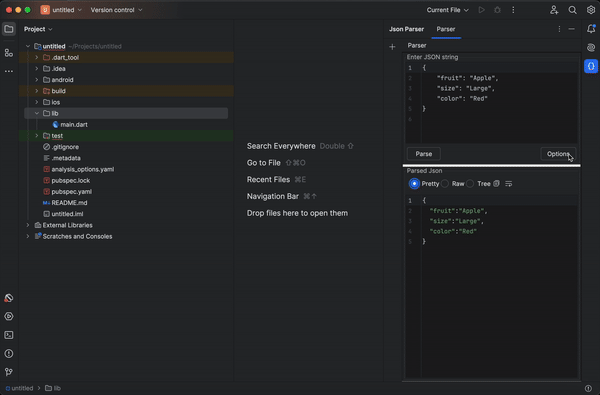 untitled
Version control
Current File
Project
Json Parser
Parser
untitled ~/Projects/untitled
.dart_tool
.idea
android
build
ios
lib
main.dart
test
.gitignore
.metadata
analysis_options.yaml
pubspec.lock
pubspec.yaml
README.md
untitled.iml
External Libraries
Scratches and Consoles
Search Everywhere Double ⇧
Go to File ⇧⌘O
Recent Files ⌘E
Navigation Bar ⌘↑
Drop files here to open them
Parser
Enter JSON string
1 {
2 "fruit": "Apple",
3 "size": "Large",
4 "color": "Red"
5 }
6
Parse
Options
Parsed Json
Pretty
Raw
Tree
1 {
2 "fruit":"Apple",
3 "size":"Large",
4 "color":"Red"
5 }
untitled
lib